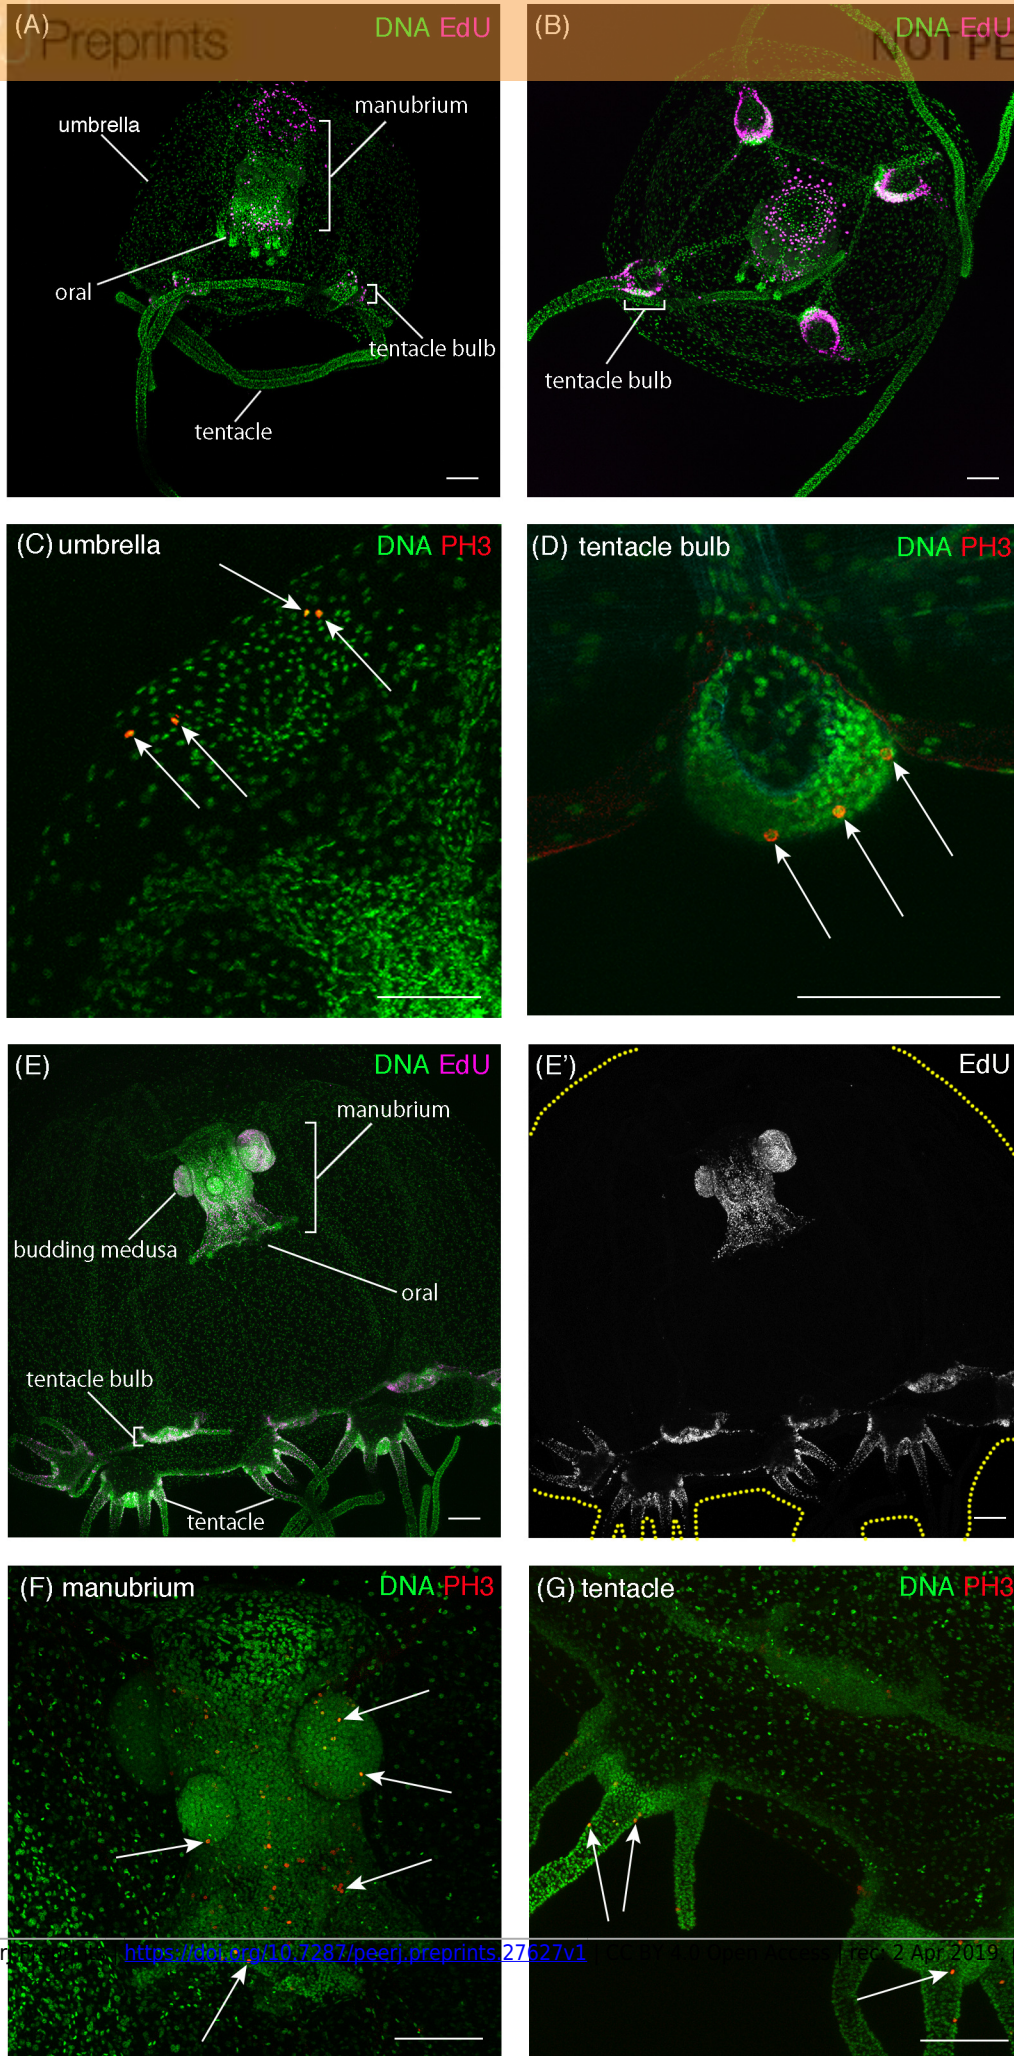 Preprints
NOT PE
(A)
DNA EdU
umbrella
manubrium
oral
tentacle bulb
tentacle
(B)
DNA EdU
tentacle bulb
(C) umbrella
DNA PH3
(D) tentacle bulb
DNA PH3
(E)
DNA EdU
manubrium
budding medusa
oral
tentacle bulb
tentacle
(E’)
EdU
(F) manubrium
DNA PH3
(G) tentacle
DNA PH3
https://doi.org/10.7287/peerj.preprints.27627v1
2 Apr 2019